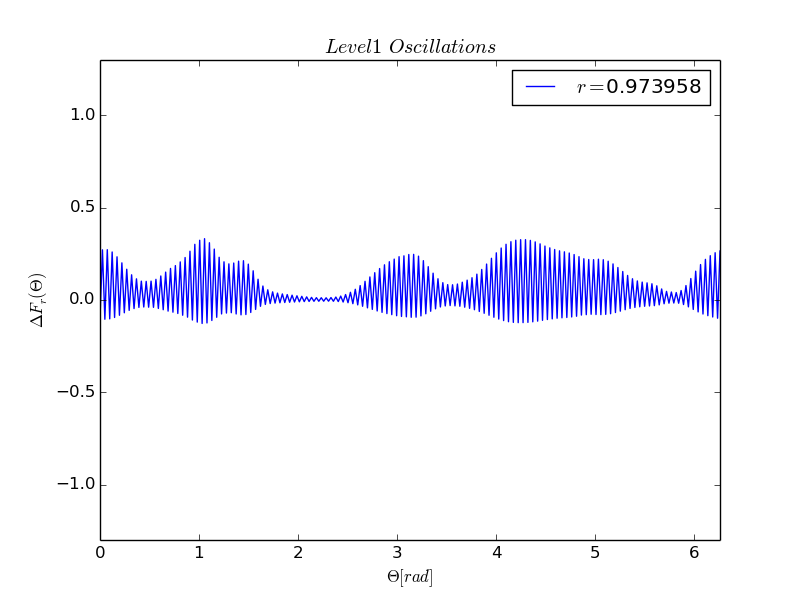 Level1 Oscillations
r=0.973958
1.0
0.5
0.0
−0.5
−1.0
ΔF_r(Θ)
0 1 2 3 4 5 6
Θ[rad]